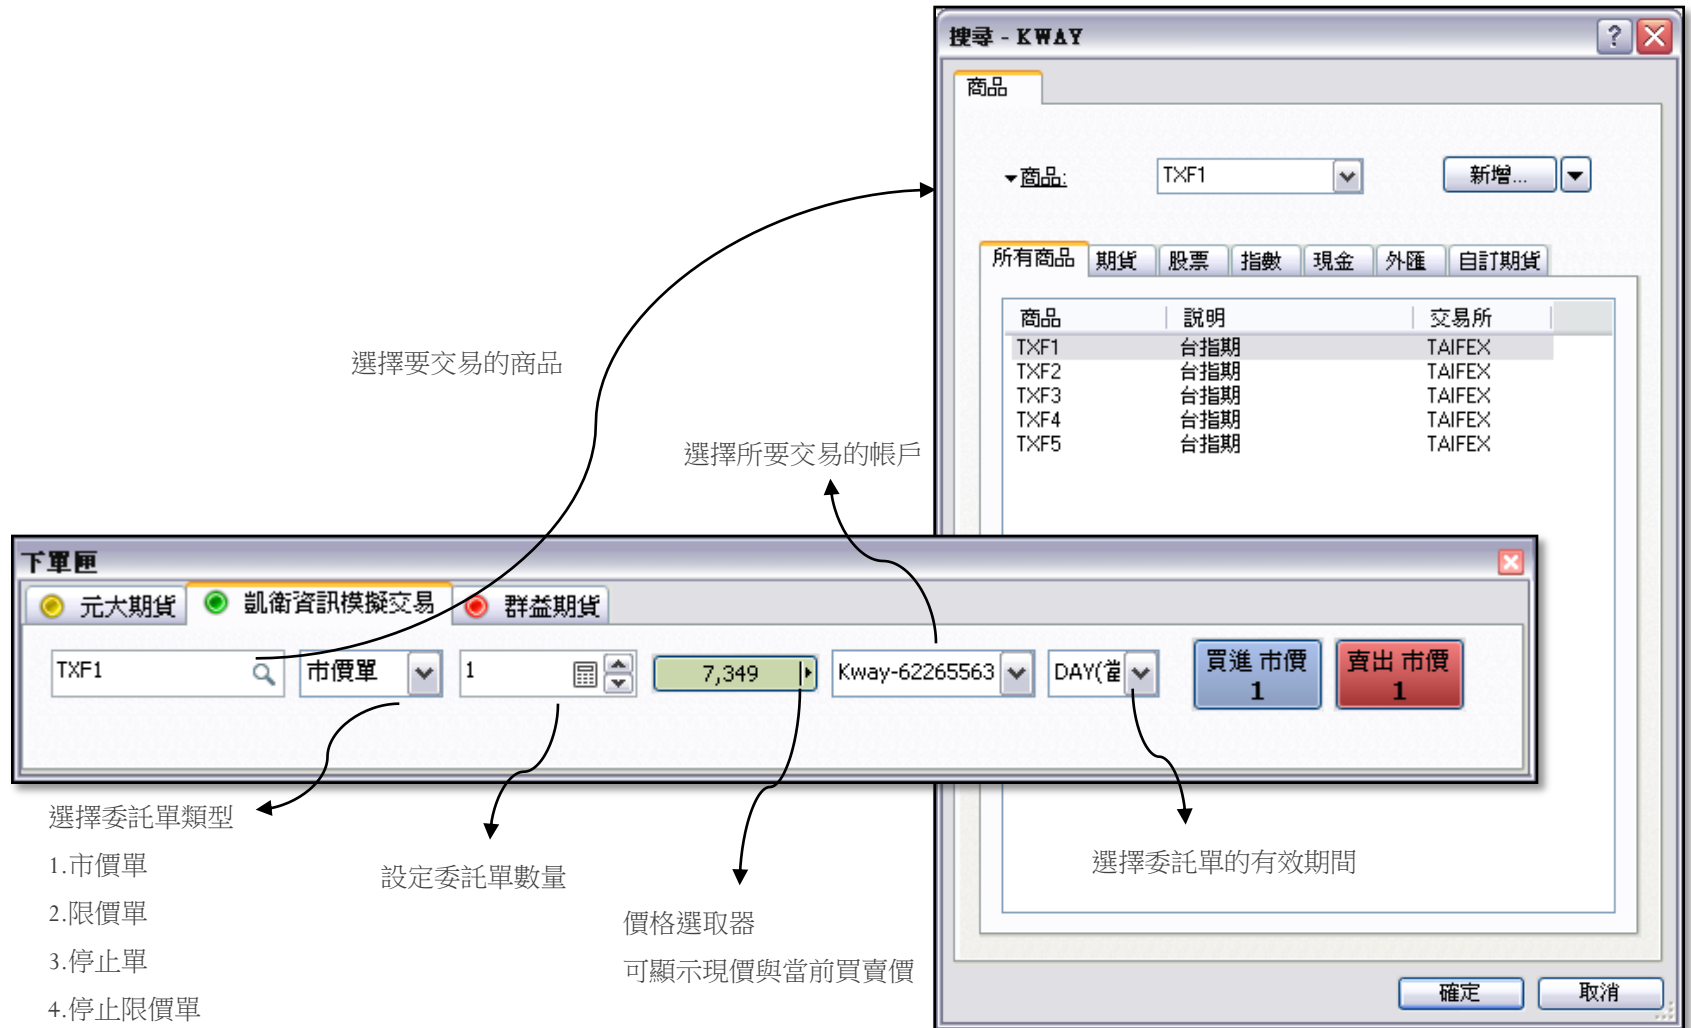 搜尋 - KWAY
商品
▾商品:
TXF1
新增...
所有商品 期貨 股票 指數 現金 外匯 自訂期貨
商品 說明 交易所
TXF1 台指期 TAIFEX
TXF2 台指期 TAIFEX
TXF3 台指期 TAIFEX
TXF4 台指期 TAIFEX
TXF5 台指期 TAIFEX
選擇要交易的商品
選擇所要交易的帳戶
下單匣
元大期貨 凱衛資訊模擬交易 群益期貨
TXF1 市價單 1 7,349 Kway-62265563 DAY(當
買進 市價
1
賣出 市價
1
選擇委託單類型
1.市價單
2.限價單
3.停止單
4.停止限價單
設定委託單數量
價格選取器
可顯示現價與當前買賣價
選擇委託單的有效期間
確定 取消